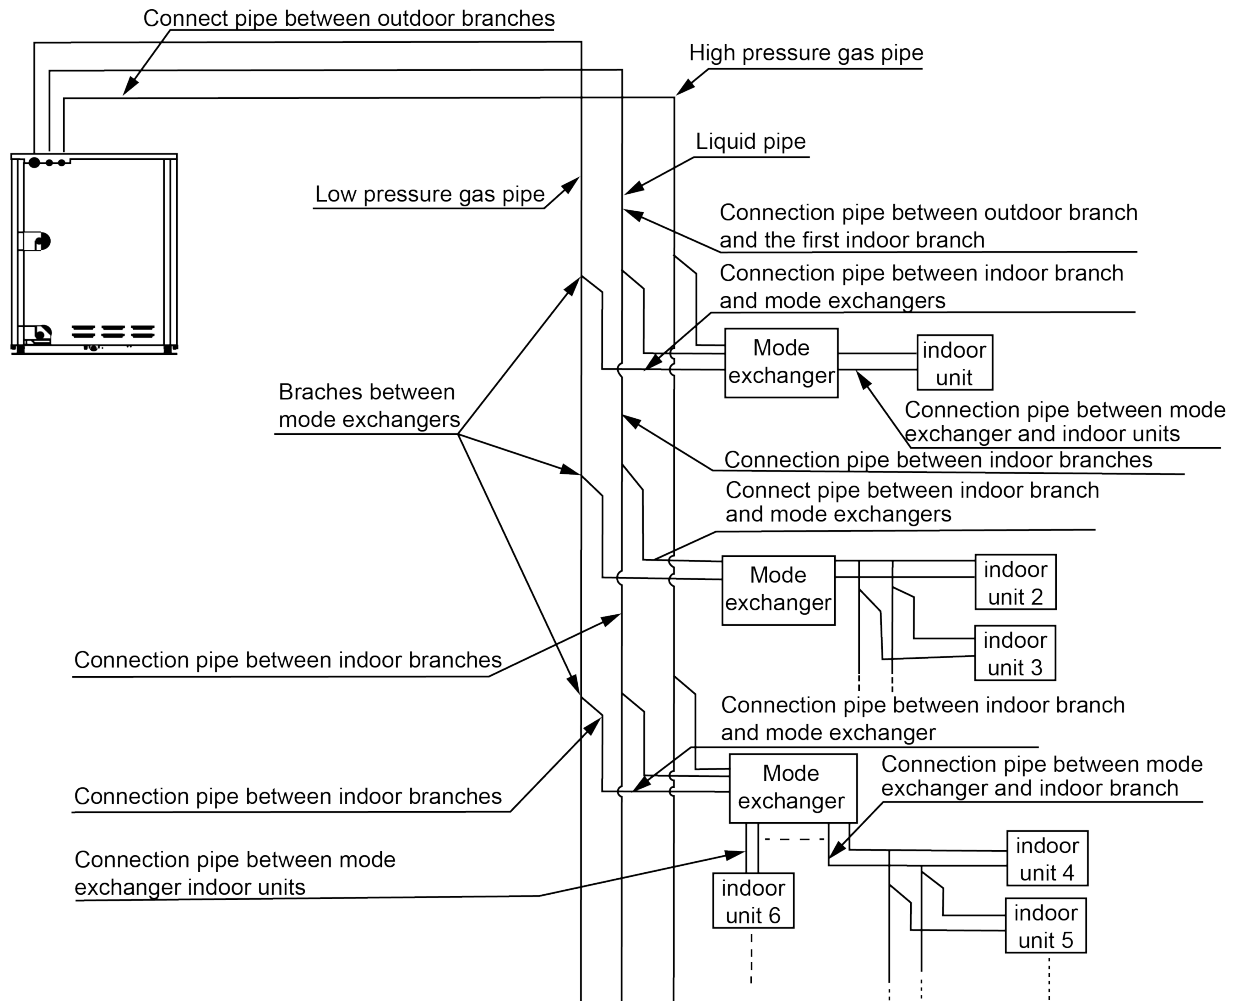 Connect pipe between outdoor branches
High pressure gas pipe
Liquid pipe
Low pressure gas pipe
Connection pipe between outdoor branch
and the first indoor branch
Connection pipe between indoor branch
and mode exchangers
Mode
exchanger
indoor
unit
Braches between
mode exchangers
Connection pipe between mode
exchanger and indoor units
Connection pipe between indoor branches
Connect pipe between indoor branch
and mode exchangers
Mode
exchanger
indoor
unit 2
indoor
unit 3
Connection pipe between indoor branches
Connection pipe between indoor branch
and mode exchanger
Mode
exchanger
Connection pipe between mode
exchanger and indoor branch
Connection pipe between indoor branches
Connection pipe between mode
exchanger indoor units
indoor
unit 4
indoor
unit 6
indoor
unit 5